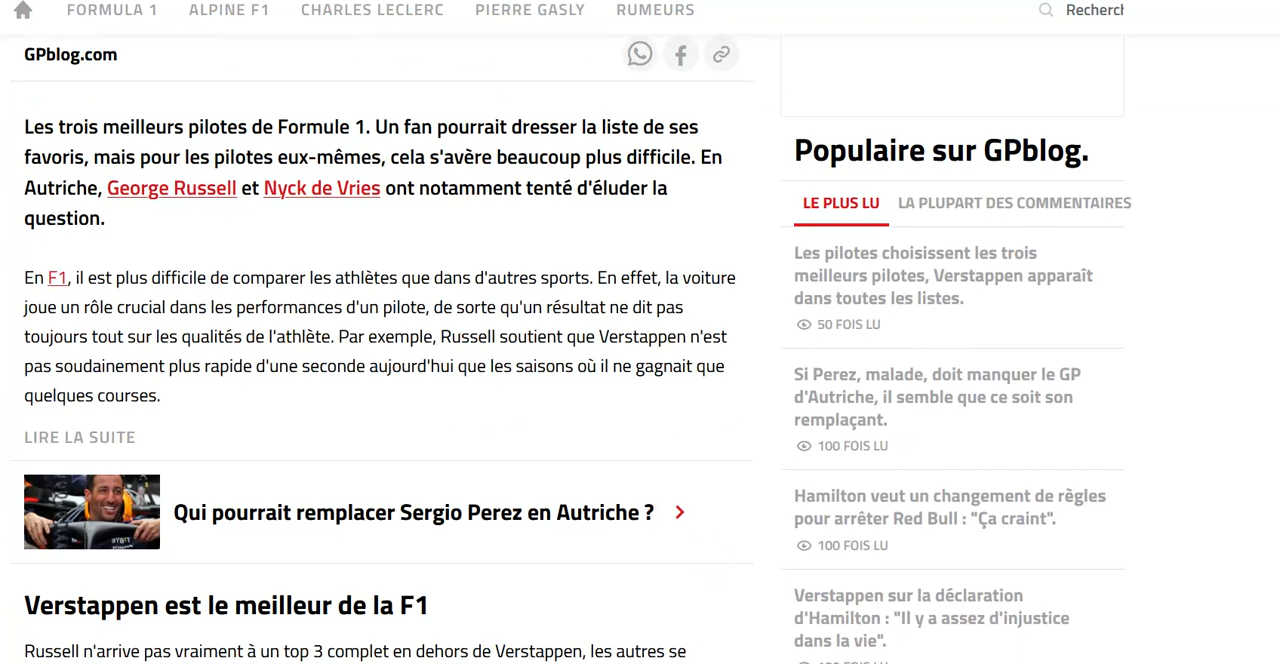 FORMULA 1 ALPINE F1 CHARLES LECLERC PIERRE GASLY RUMEURS Recherch
GPblog.com
Les trois meilleurs pilotes de Formule 1. Un fan pourrait dresser la liste de ses
favoris, mais pour les pilotes eux-mêmes, cela s'avère beaucoup plus difficile. En
Autriche, George Russell et Nyck de Vries ont notamment tenté d'éluder la
question.
En F1, il est plus difficile de comparer les athlètes que dans d'autres sports. En effet, la voiture
joue un rôle crucial dans les performances d'un pilote, de sorte qu'un résultat ne dit pas
toujours tout sur les qualités de l'athlète. Par exemple, Russell soutient que Verstappen n'est
pas soudainement plus rapide d'une seconde aujourd'hui que les saisons où il ne gagnait que
quelques courses.
LIRE LA SUITE
Qui pourrait remplacer Sergio Perez en Autriche ?
Verstappen est le meilleur de la F1
Russell n'arrive pas vraiment à un top 3 complet en dehors de Verstappen, les autres se
Populaire sur GPblog.
LE PLUS LU LA PLUPART DES COMMENTAIRES
Les pilotes choisissent les trois
meilleurs pilotes, Verstappen apparaît
dans toutes les listes.
50 FOIS LU
Si Perez, malade, doit manquer le GP
d'Autriche, il semble que ce soit son
remplaçant.
100 FOIS LU
Hamilton veut un changement de règles
pour arrêter Red Bull : "Ça craint".
100 FOIS LU
Verstappen sur la déclaration
d'Hamilton : "Il y a assez d'injustice
dans la vie".